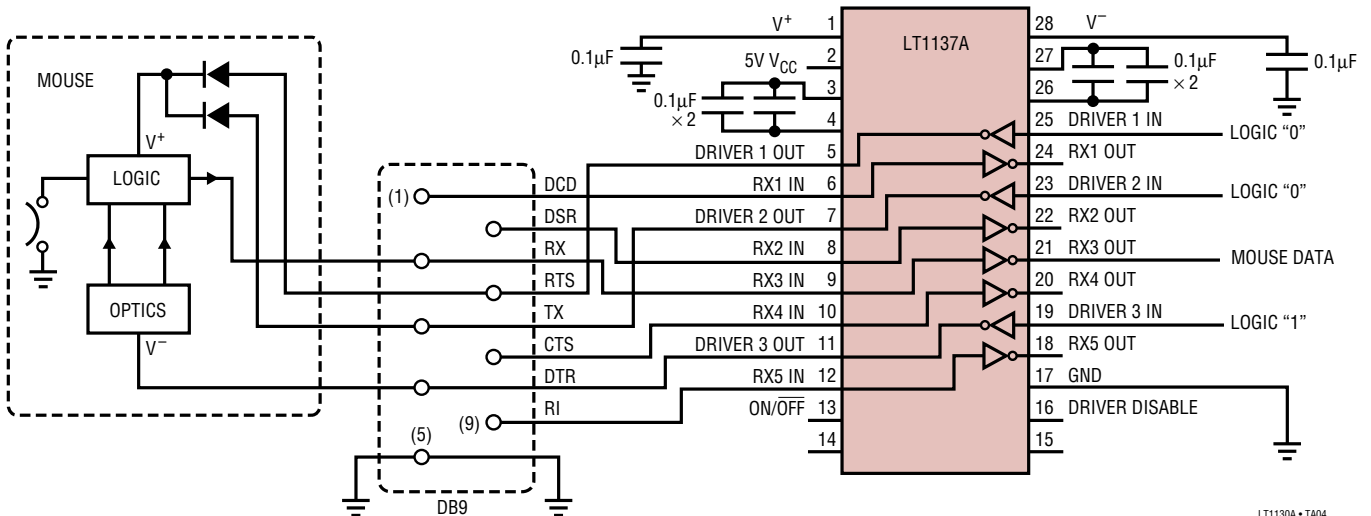 MOUSE
V+
LOGIC
OPTICS
V–
(1)
DCD
DSR
RX
RTS
TX
CTS
DTR
RI
(9)
(5)
DB9
0.1µF
V+
1
5V VCC
2
3
0.1µF
× 2
4
DRIVER 1 OUT 5
RX1 IN 6
DRIVER 2 OUT 7
RX2 IN 8
RX3 IN 9
RX4 IN 10
DRIVER 3 OUT 11
RX5 IN 12
ON/OFF 13
14
LT1137A
28 V–
0.1µF
27
0.1µF
× 2
26
25 DRIVER 1 IN
LOGIC “0”
24 RX1 OUT
23 DRIVER 2 IN
LOGIC “0”
22 RX2 OUT
21 RX3 OUT
MOUSE DATA
20 RX4 OUT
19 DRIVER 3 IN
LOGIC “1”
18 RX5 OUT
17 GND
16 DRIVER DISABLE
15
LT1130A • TA04